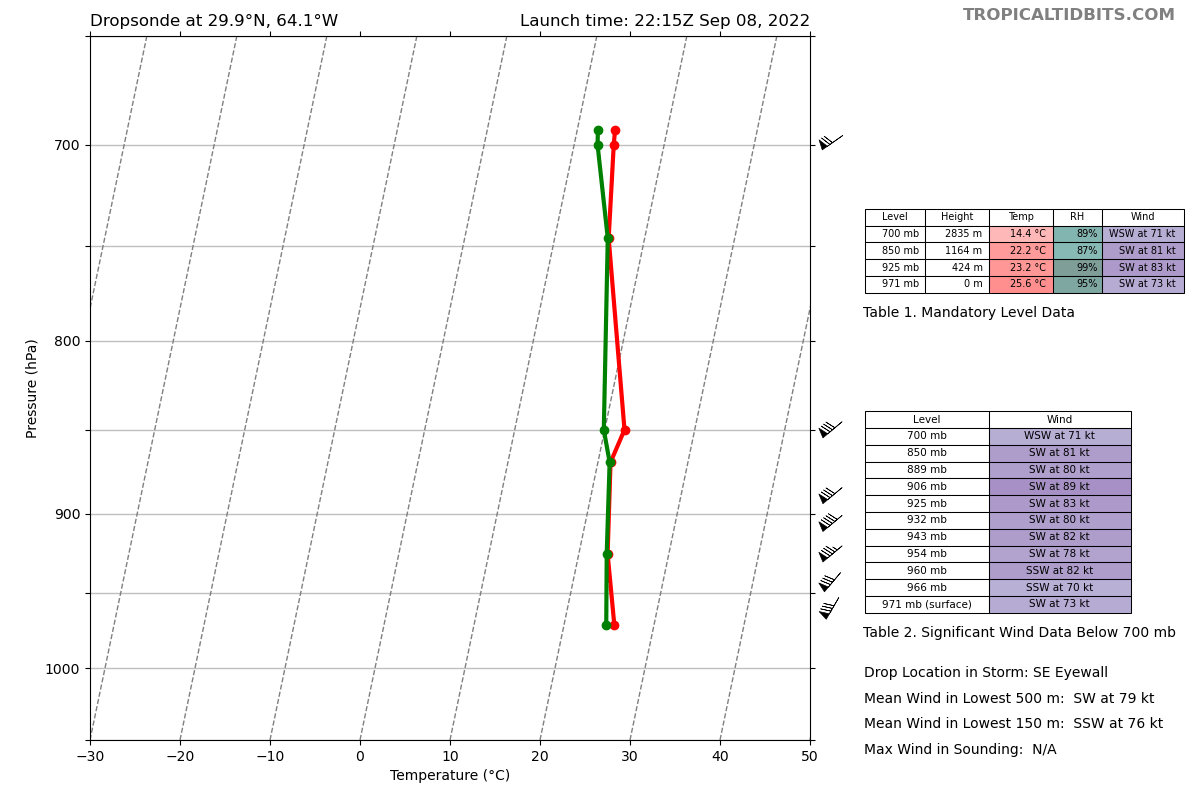 Dropsonde at 29.9°N, 64.1°W
Launch time: 22:15Z Sep 08, 2022
TROPICALTIDBITS.COM
Pressure (hPa)
700
800
900
1000
−30 −20 −10 0 10 20 30 40 50
Temperature (°C)
Level Height Temp RH Wind
700 mb 2835 m 14.4 °C 89% WSW at 71 kt
850 mb 1164 m 22.2 °C 87% SW at 81 kt
925 mb 424 m 23.2 °C 99% SW at 83 kt
971 mb 0 m 25.6 °C 95% SW at 73 kt
Table 1. Mandatory Level Data
Level Wind
700 mb WSW at 71 kt
850 mb SW at 81 kt
889 mb SW at 80 kt
906 mb SW at 89 kt
925 mb SW at 83 kt
932 mb SW at 80 kt
943 mb SW at 82 kt
954 mb SW at 78 kt
960 mb SSW at 82 kt
966 mb SSW at 70 kt
971 mb (surface) SW at 73 kt
Table 2. Significant Wind Data Below 700 mb
Drop Location in Storm: SE Eyewall
Mean Wind in Lowest 500 m: SW at 79 kt
Mean Wind in Lowest 150 m: SSW at 76 kt
Max Wind in Sounding: N/A